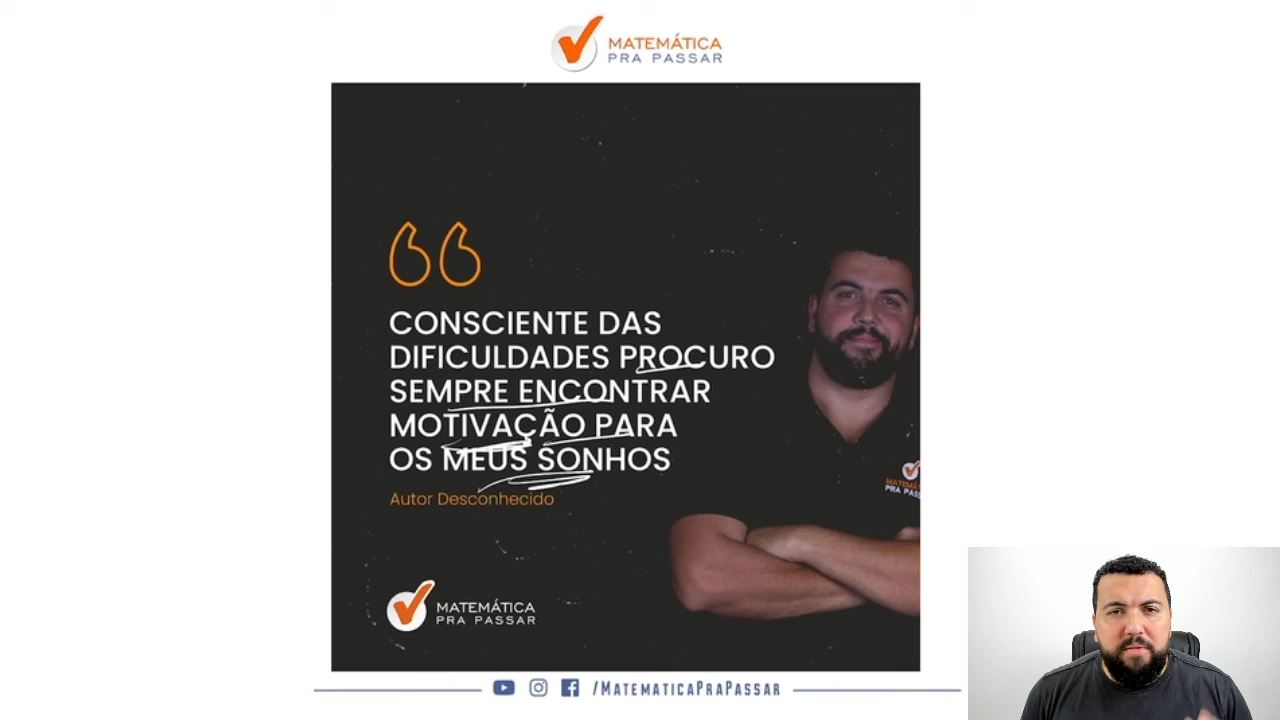 MATEMÁTICA
PRA PASSAR
CONSCIENTE DAS
DIFICULDADES PROCURO
SEMPRE ENCONTRAR
MOTIVAÇÃO PARA
OS MEUS SONHOS
Autor Desconhecido
MATEMÁTICA
PRA PASSAR
/MATEMATICAPRAPASSAR